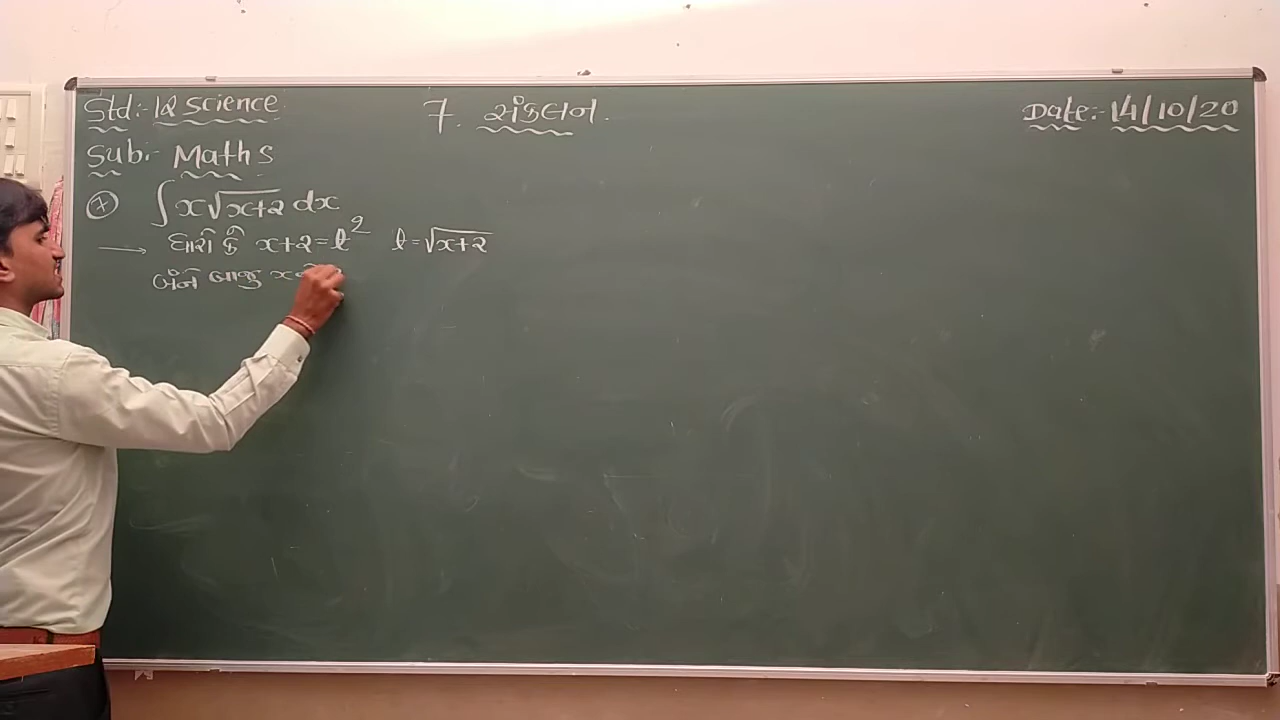 Std:- 12 Science
7. સંકલન.
Date:- 14/10/20
Sub:- Maths
(*) ∫x√(x+2) dx
→ ધારો કે x+2=t² t=√(x+2)
બંને બાજુ x ને